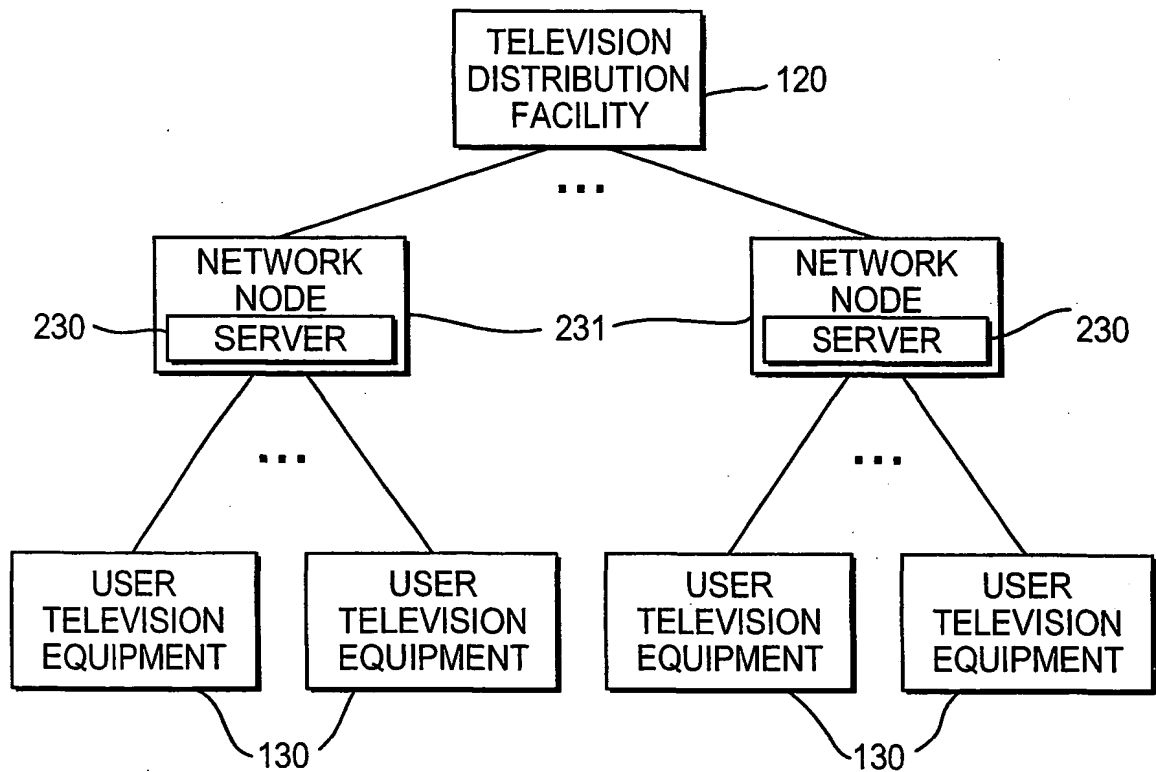 TELEVISION
DISTRIBUTION
FACILITY
120
...
NETWORK
NODE
SERVER
230
231
NETWORK
NODE
SERVER
230
...
...
USER
TELEVISION
EQUIPMENT
USER
TELEVISION
EQUIPMENT
USER
TELEVISION
EQUIPMENT
USER
TELEVISION
EQUIPMENT
130
130